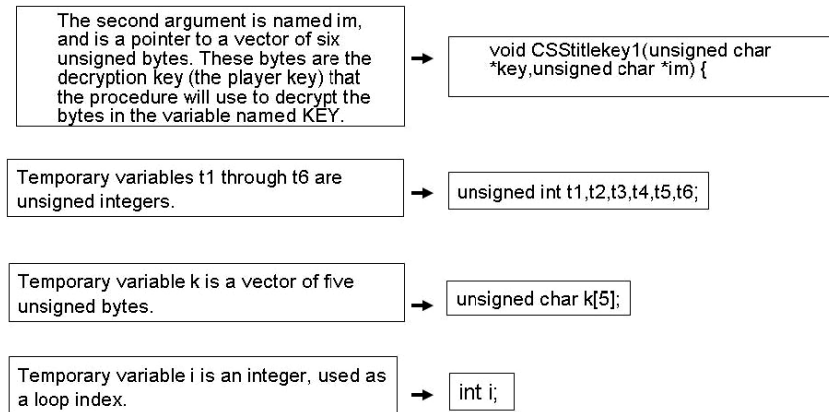 The second argument is named im,
and is a pointer to a vector of six
unsigned bytes. These bytes are the
decryption key (the player key) that
the procedure will use to decrypt the
bytes in the variable named KEY.
void CSStitlekey1(unsigned char
*key,unsigned char *im) {
Temporary variables t1 through t6 are
unsigned integers.
unsigned int t1,t2,t3,t4,t5,t6;
Temporary variable k is a vector of five
unsigned bytes.
unsigned char k[5];
Temporary variable i is an integer, used as
a loop index.
int i;